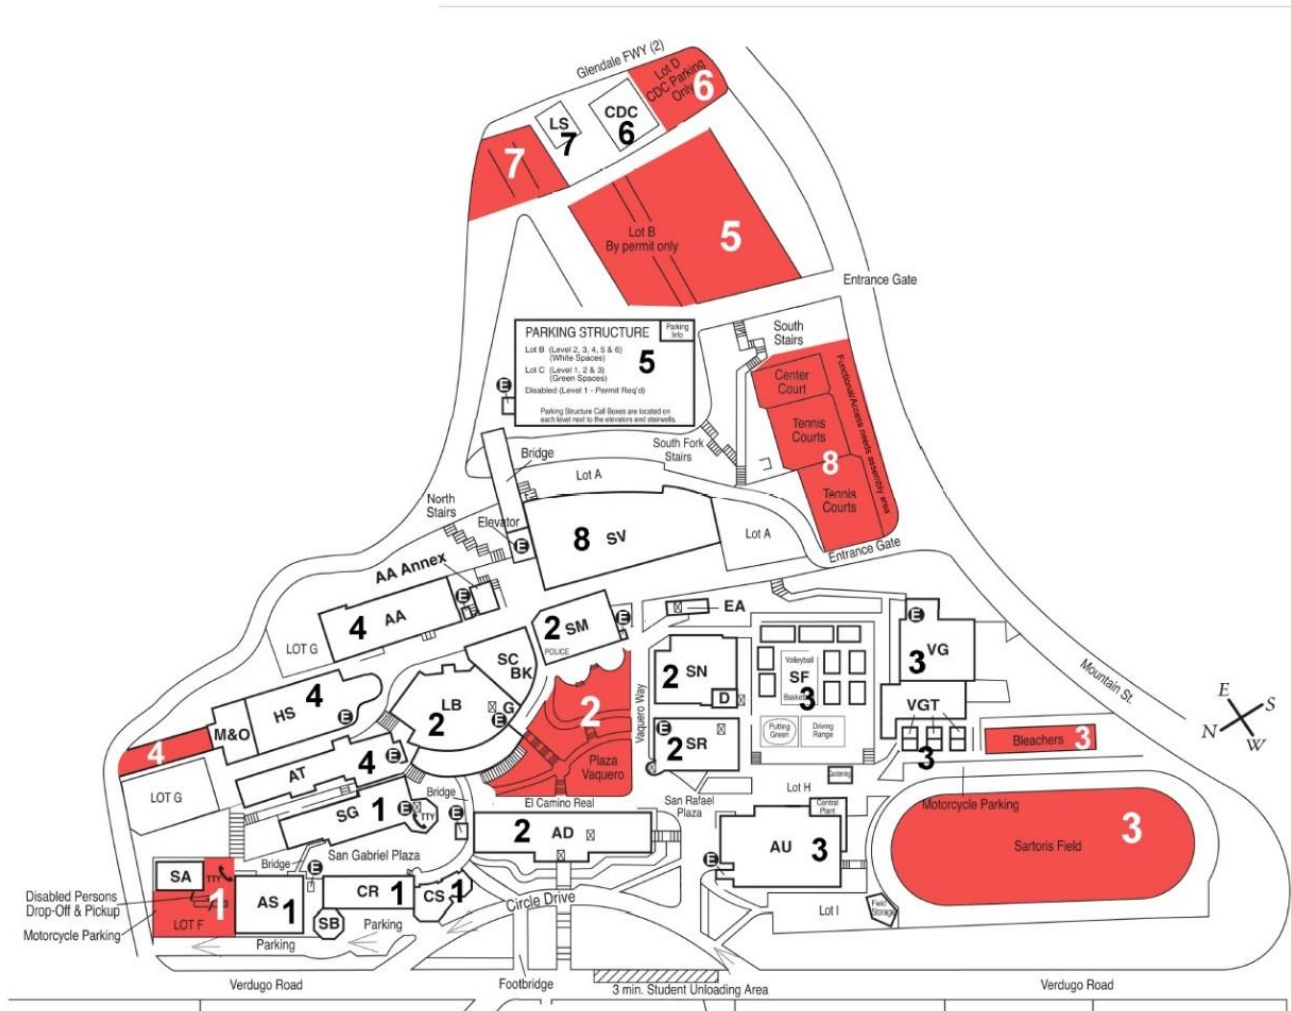 Glendale FWY (2)
Lot D
CDC Parking
Only
6
LS
7
CDC
6
7
Lot B
By permit only
5
Entrance Gate
PARKING STRUCTURE
Parking
Info
Lot B (Level 2, 3, 4, 5 & 6)
(White Spaces)
5
Lot C (Level 1, 2 & 3)
(Green Spaces)
Disabled (Level 1 - Permit Req'd)
Parking Structure Call Boxes are located on
each level next to the elevators and stairwells.
E
South
Stairs
Center
Court
Tennis
Courts
8
Tennis
Courts
Functional/Access needs assembly area
South Fork
Stairs
Bridge
Lot A
North
Stairs
Elevator
E
8 SV
Lot A
Entrance Gate
AA Annex
E
4 AA
LOT G
2 SM
POLICE
E
EA
SC
BK
LB
2
G
E
2
Plaza
Vaquero
Vaquero Way
2 SN
D
E
2 SR
Volleyball
SF
3
Putting
Green
Driving
Range
E
VG
3
VGT
3
Mountain St.
E
S
N
W
Bleachers 3
HS
4
E
M&O
4
LOT G
AT
4
E
SG 1
E
TTY
Bridge
E
El Camino Real
San Rafael
Plaza
Lot H
Gardening
Central
Plant
Motorcycle Parking
Sartoris Field
3
2 AD
AU
3
E
San Gabriel Plaza
Bridge
E
SA
TTY
1
LOT F
Disabled Persons
Drop-Off & Pickup
Motorcycle Parking
AS 1
CR 1
CS 1
SB
Parking
Parking
Circle Drive
Lot I
Field
Storage
Verdugo Road
Footbridge
3 min. Student Unloading Area
Verdugo Road